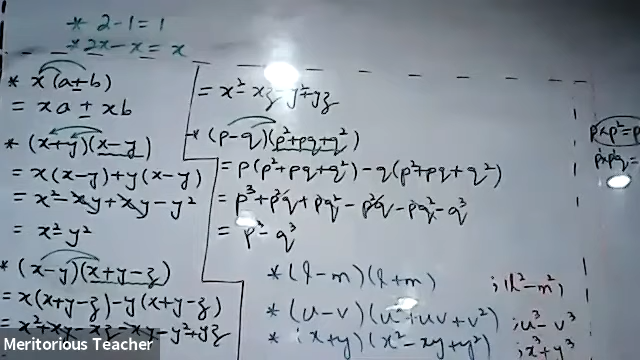 * 2-1=1
* 2x-x=x
* x(a±b)
= xa ± xb
* (x+y)(x-y)
= x(x-y)+y(x-y)
= x²-xy+xy-y²
= x²-y²
* (x-y)(x+y-z)
= x(x+y-z)-y(x+y-z)
= x²+xy-xz-xy-y²+yz
= x²-xz-y²+yz
* (p-q)(p²+pq+q²)
= p(p²+pq+q²)-q(p²+pq+q²)
= p³+p²q+pq²-p²q-pq²-q³
= p³-q³
* (l-m)(l+m) ;(l²-m²)
* (u-v)(u²+uv+v²) ;u³-v³
* (x+y)(x²-xy+y²) ;x³+y³
p×p²=p
p²×q=
Meritorious Teacher